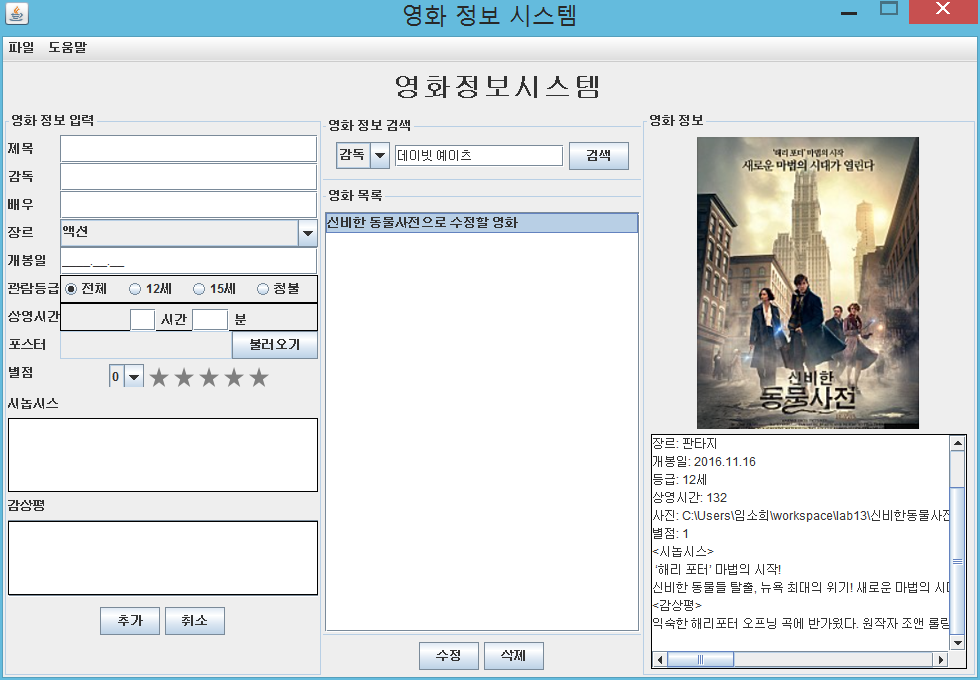 영화 정보 시스템
파일 도움말
영화정보시스템
영화 정보 입력
제목
감독
배우
장르 액션
개봉일 ____.__.__
관람등급 전체 12세 15세 청불
상영시간 시간 분
포스터 불러오기
별점 0 ★★★★★
시놉시스
감상평
추가 취소
영화 정보 검색
감독 데이빗 예이츠 검색
영화 목록
신비한 동물사전으로 수정할 영화
수정 삭제
영화 정보
'해리 포터' 마법의 시작
새로운 마법의 시대가 열린다
신비한
동물사전
장르: 판타지
개봉일: 2016.11.16
등급: 12세
상영시간: 132
사진: C:\Users\임소희\workspace\lab13\신비한동물사전
별점: 1
<시놉시스>
'해리 포터' 마법의 시작!
신비한 동물들 탈출, 뉴욕 최대의 위기! 새로운 마법의 시
<감상평>
익숙한 해리포터 오프닝 곡에 반가웠다. 원작자 조앤 롤링